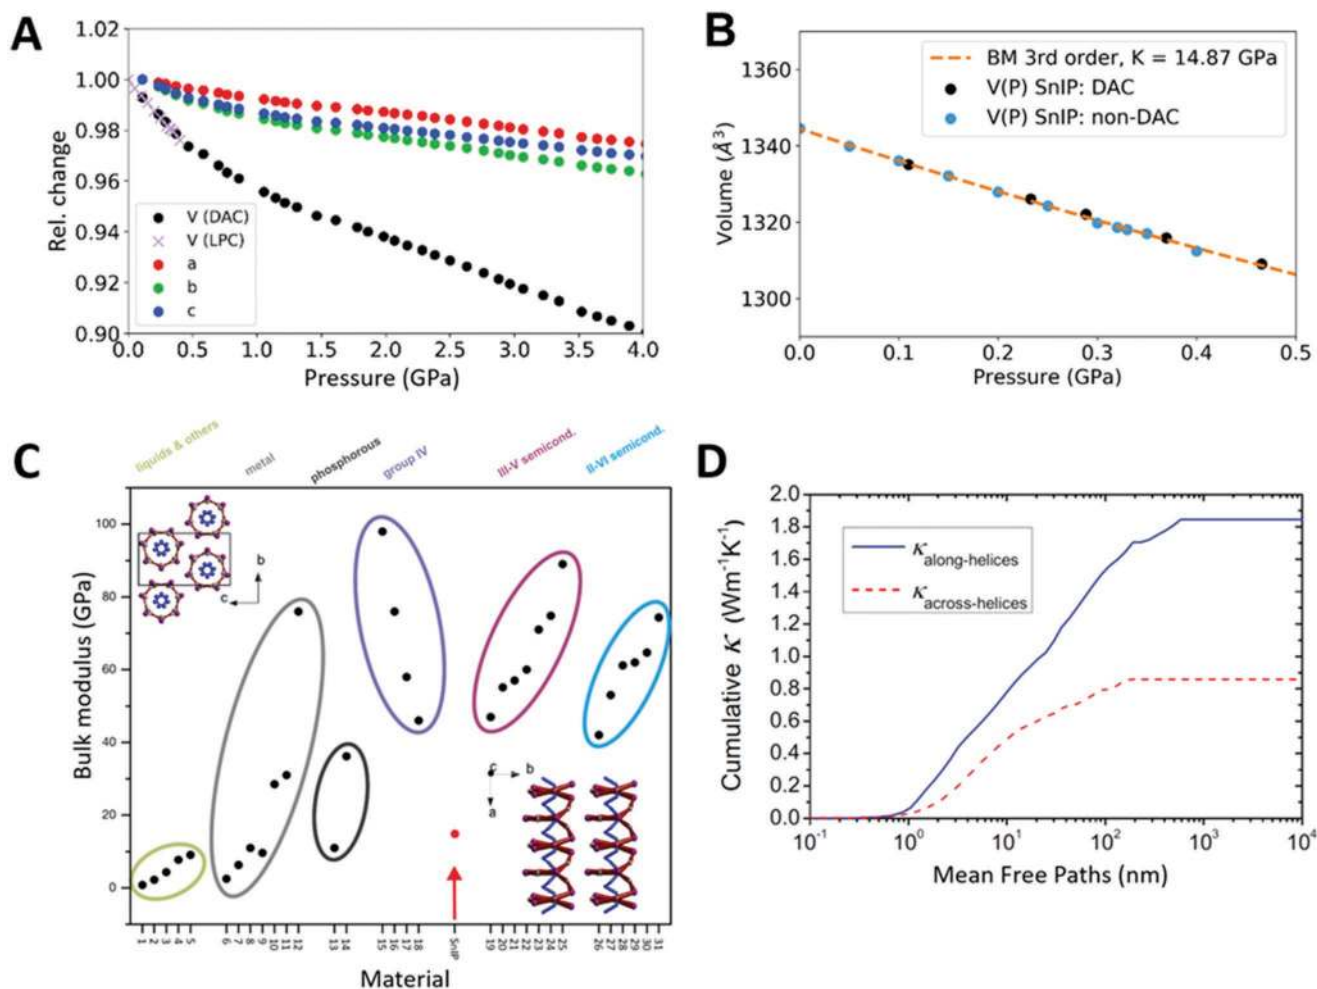 A
1.02
1.00
0.98
0.96
0.94
0.92
0.90
Rel. change
V (DAC)
V (LPC)
a
b
c
0.0 0.5 1.0 1.5 2.0 2.5 3.0 3.5 4.0
Pressure (GPa)
B
1360
1340
1320
1300
Volume (Å³)
BM 3rd order, K = 14.87 GPa
V(P) SnIP: DAC
V(P) SnIP: non-DAC
0.0 0.1 0.2 0.3 0.4 0.5
Pressure (GPa)
C
liquids & others
metal
phosphorous
group IV
III-V semicond.
II-VI semicond.
100
80
60
40
20
0
Bulk modulus (GPa)
b
c
c b
a
1 2 3 4 5 6 7 8 9 10 11 12 13 14 15 16 17 18 SnIP 19 20 21 22 23 24 25 26 27 28 29 30 31
Material
D
2.0
1.8
1.6
1.4
1.2
1.0
0.8
0.6
0.4
0.2
0.0
Cumulative κ (Wm⁻¹K⁻¹)
κ along-helices
κ across-helices
10⁻¹ 10⁰ 10¹ 10² 10³ 10⁴
Mean Free Paths (nm)